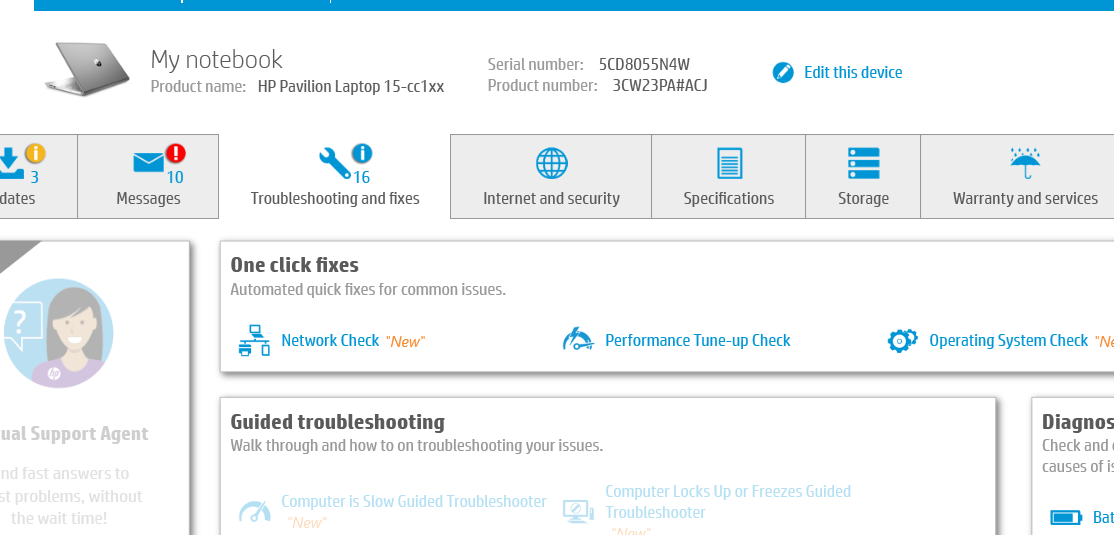 My notebook
Product name: HP Pavilion Laptop 15-cc1xx
Serial number: 5CD8055N4W
Product number: 3CW23PA#ACJ
Edit this device
3
dates
10
Messages
16
Troubleshooting and fixes
Internet and security
Specifications
Storage
Warranty and services
?
hp
ual Support Agent
nd fast answers to
st problems, without
the wait time!
One click fixes
Automated quick fixes for common issues.
Network Check "New"
Performance Tune-up Check
Operating System Check "Ne
Guided troubleshooting
Walk through and how to on troubleshooting your issues.
Computer is Slow Guided Troubleshooter
"New"
Computer Locks Up or Freezes Guided
Troubleshooter
"New"
Diagnos
Check and
causes of is
Bat